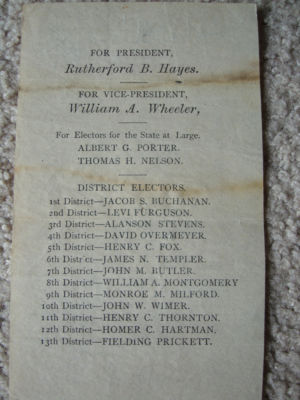 FOR PRESIDENT,
Rutherford B. Hayes.
FOR VICE-PRESIDENT,
William A. Wheeler,
For Electors for the State at Large.
ALBERT G. PORTER.
THOMAS H. NELSON.
DISTRICT ELECTORS.
1st District—JACOB S. BUCHANAN.
2nd District—LEVI FURGUSON.
3rd District—ALANSON STEVENS.
4th District—DAVID OVERMEYER.
5th District—HENRY C. FOX.
6th District—JAMES N. TEMPLER.
7th District—JOHN M. BUTLER.
8th District—WILLIAM A. MONTGOMERY
9th District—MONROE M. MILFORD.
10th District—JOHN W. WIMER.
11th District—HENRY C. THORNTON.
12th District—HOMER C. HARTMAN.
13th District—FIELDING PRICKETT.